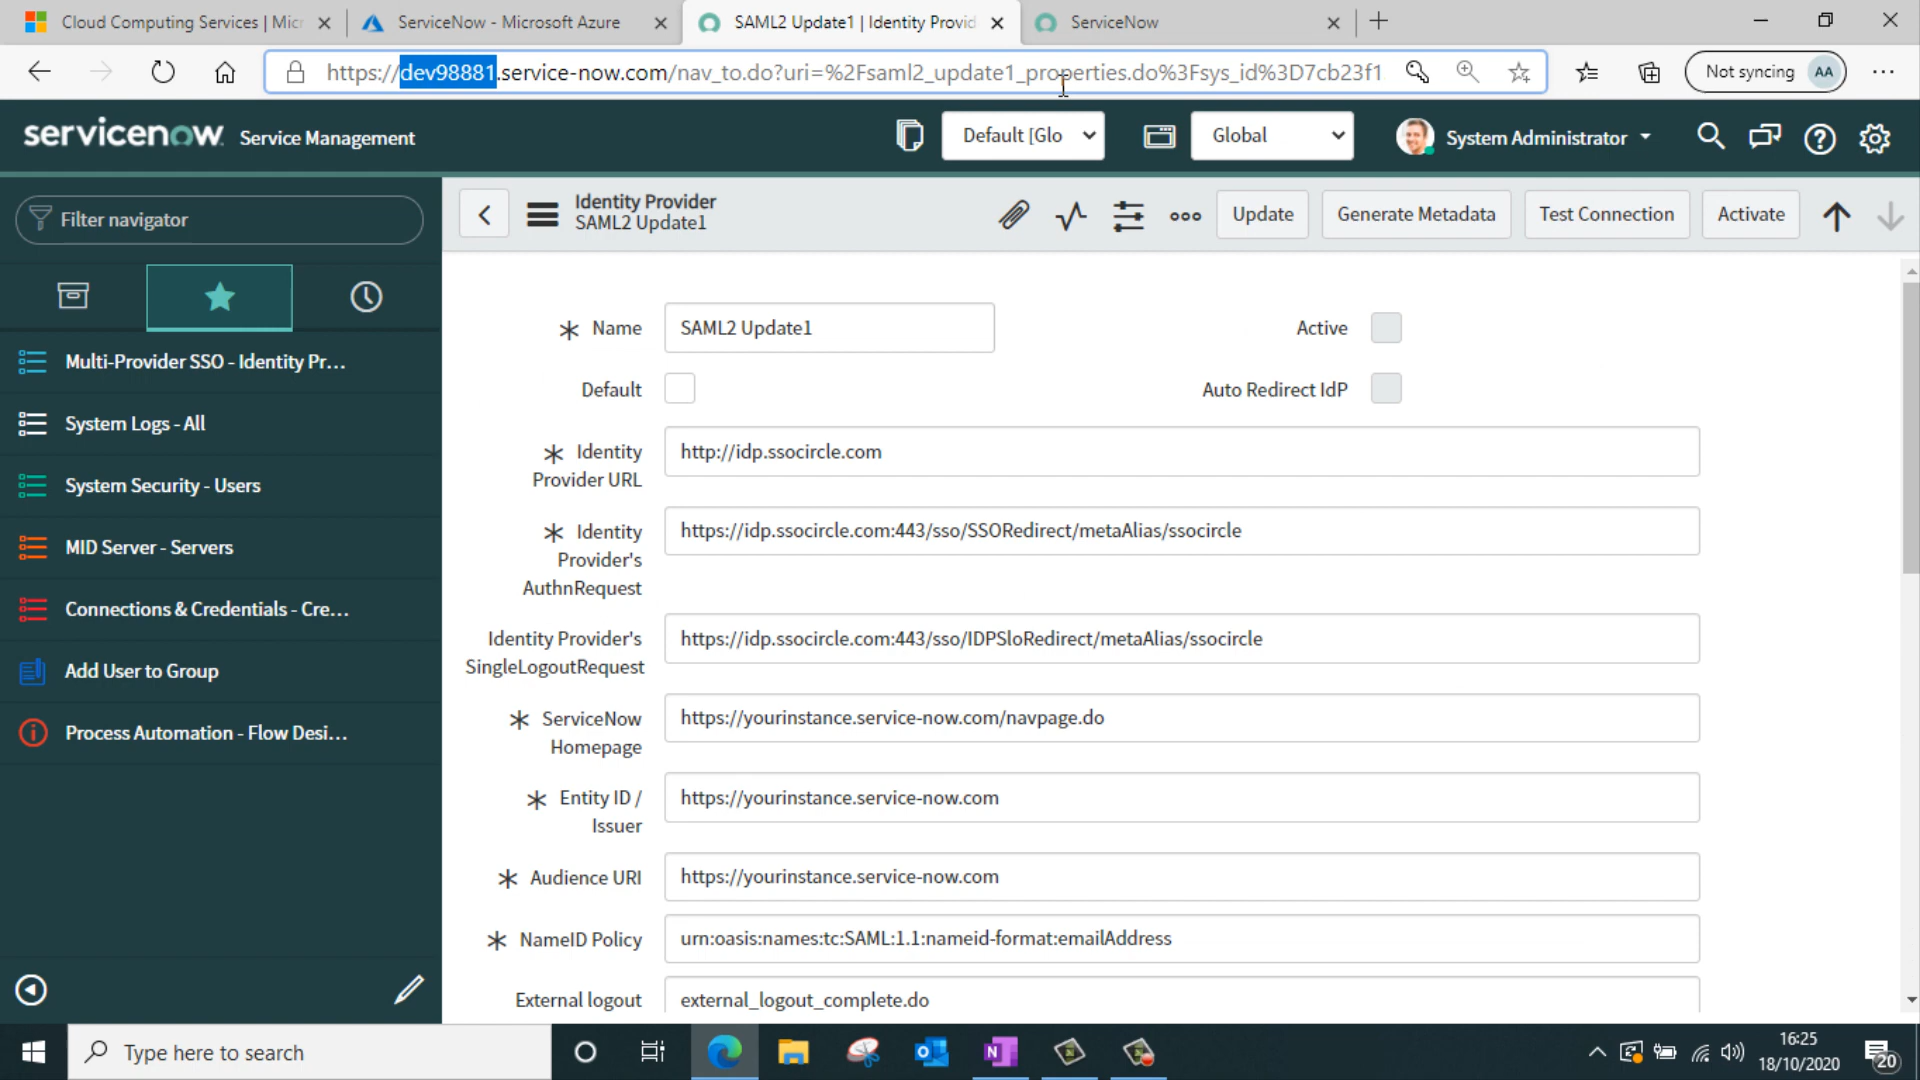 Cloud Computing Services | Micr
ServiceNow - Microsoft Azure
SAML2 Update1 | Identity Provid
ServiceNow
https://dev98881.service-now.com/nav_to.do?uri=%2Fsaml2_update1_properties.do%3Fsys_id%3D7cb23f1
Not syncing AA
servicenow Service Management
Default [Glo
Global
System Administrator
Filter navigator
Identity Provider
SAML2 Update1
Update
Generate Metadata
Test Connection
Activate
Multi-Provider SSO - Identity Pr...
System Logs - All
System Security - Users
MID Server - Servers
Connections & Credentials - Cre...
Add User to Group
Process Automation - Flow Desi...
Name
SAML2 Update1
Active
Default
Auto Redirect IdP
Identity
Provider URL
http://idp.ssocircle.com
Identity
Provider's
AuthnRequest
https://idp.ssocircle.com:443/sso/SSORedirect/metaAlias/ssocircle
Identity Provider's
SingleLogoutRequest
https://idp.ssocircle.com:443/sso/IDPSloRedirect/metaAlias/ssocircle
ServiceNow
Homepage
https://yourinstance.service-now.com/navpage.do
Entity ID /
Issuer
https://yourinstance.service-now.com
Audience URI
https://yourinstance.service-now.com
NameID Policy
urn:oasis:names:tc:SAML:1.1:nameid-format:emailAddress
External logout
external_logout_complete.do
Type here to search
16:25
18/10/2020
20